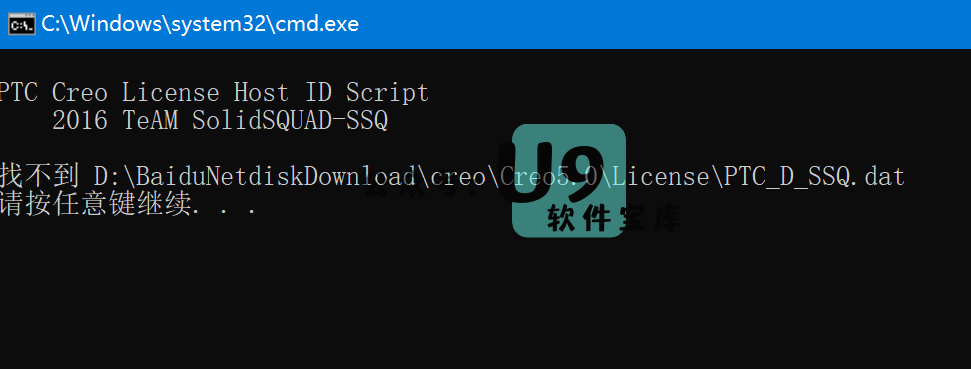 C:\Windows\system32\cmd.exe
PTC Creo License Host ID Script
2016 TeAM SolidSQUAD-SSQ
找不到 D:\BaiduNetdiskDownload\creo\Creo5.0\License\PTC_D_SSQ.dat
请按任意键继续. . .
U9
软件宝库